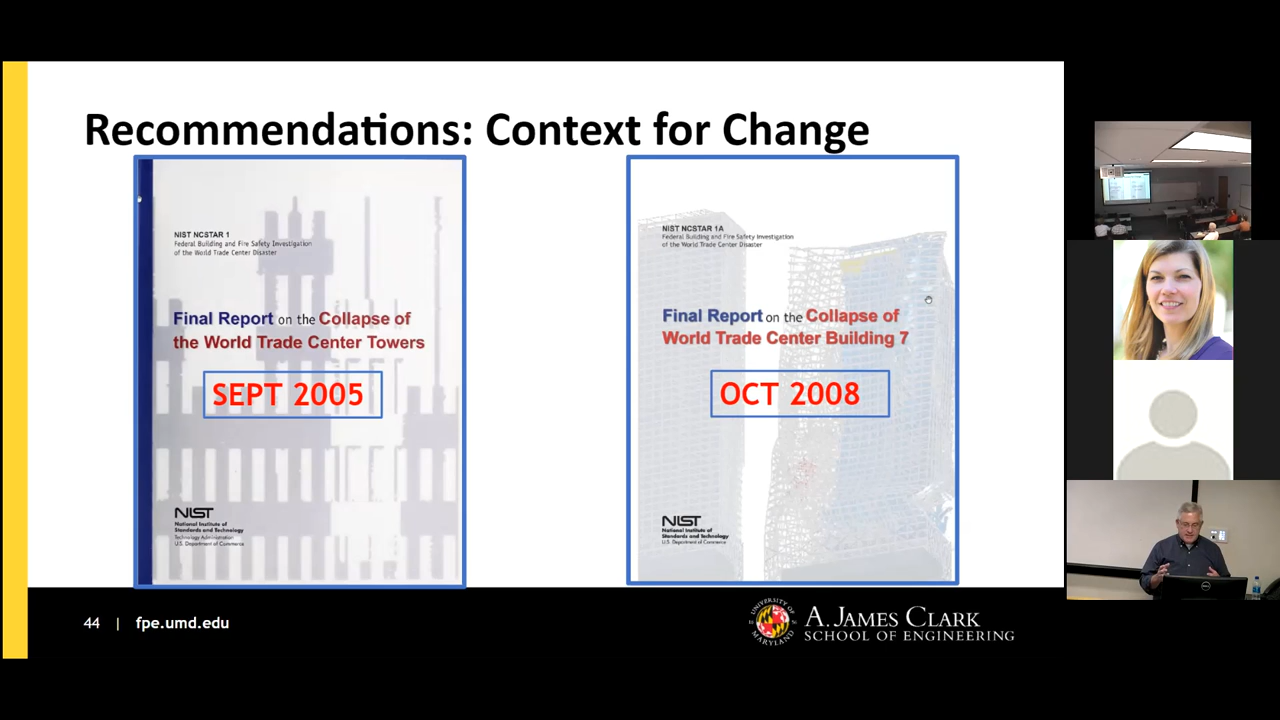 Recommendations: Context for Change
NIST NCSTAR 1
Federal Building and Fire Safety Investigation
of the World Trade Center Disaster
Final Report on the Collapse of
the World Trade Center Towers
SEPT 2005
NIST
National Institute of
Standards and Technology
Technology Administration
U.S. Department of Commerce
NIST NCSTAR 1A
Federal Building and Fire Safety Investigation
of the World Trade Center Disaster
Final Report on the Collapse of
World Trade Center Building 7
OCT 2008
NIST
National Institute of
Standards and Technology
U.S. Department of Commerce
44 | fpe.umd.edu
UNIVERSITY OF
MARYLAND
A. JAMES CLARK
SCHOOL OF ENGINEERING